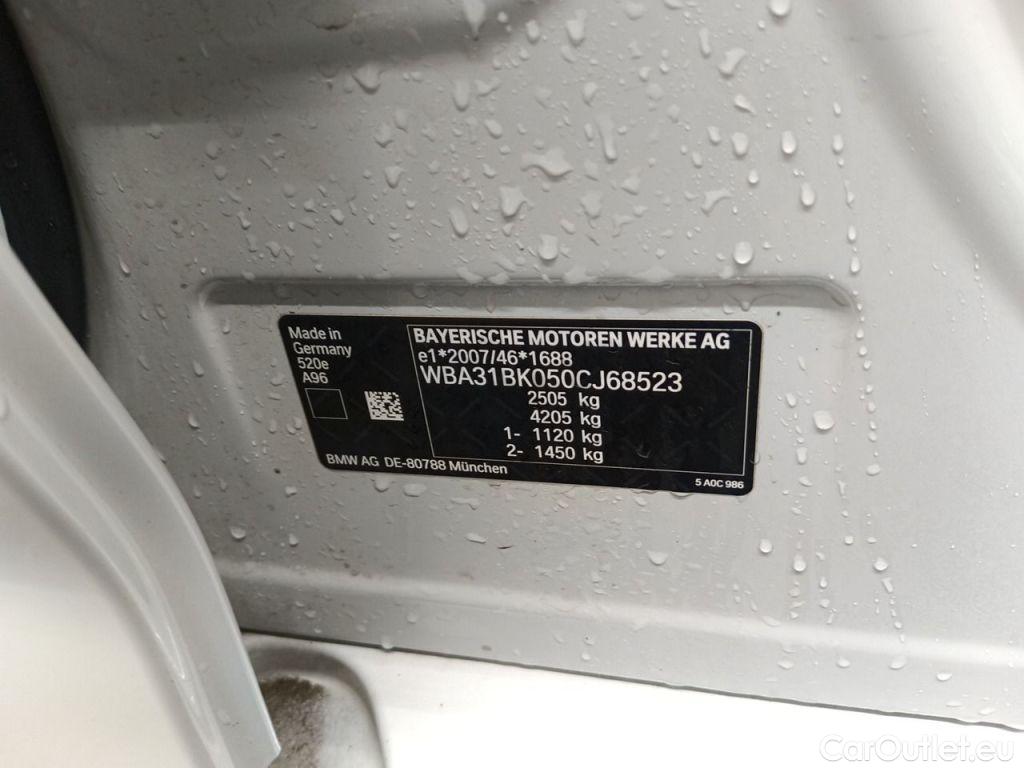 Made in
Germany
520e
A96
BAYERISCHE MOTOREN WERKE AG
e1*2007/46*1688
WBA31BK050CJ68523
2505 kg
4205 kg
1- 1120 kg
2- 1450 kg
BMW AG DE-80788 München
5 A0C 986
CarOutlet.eu